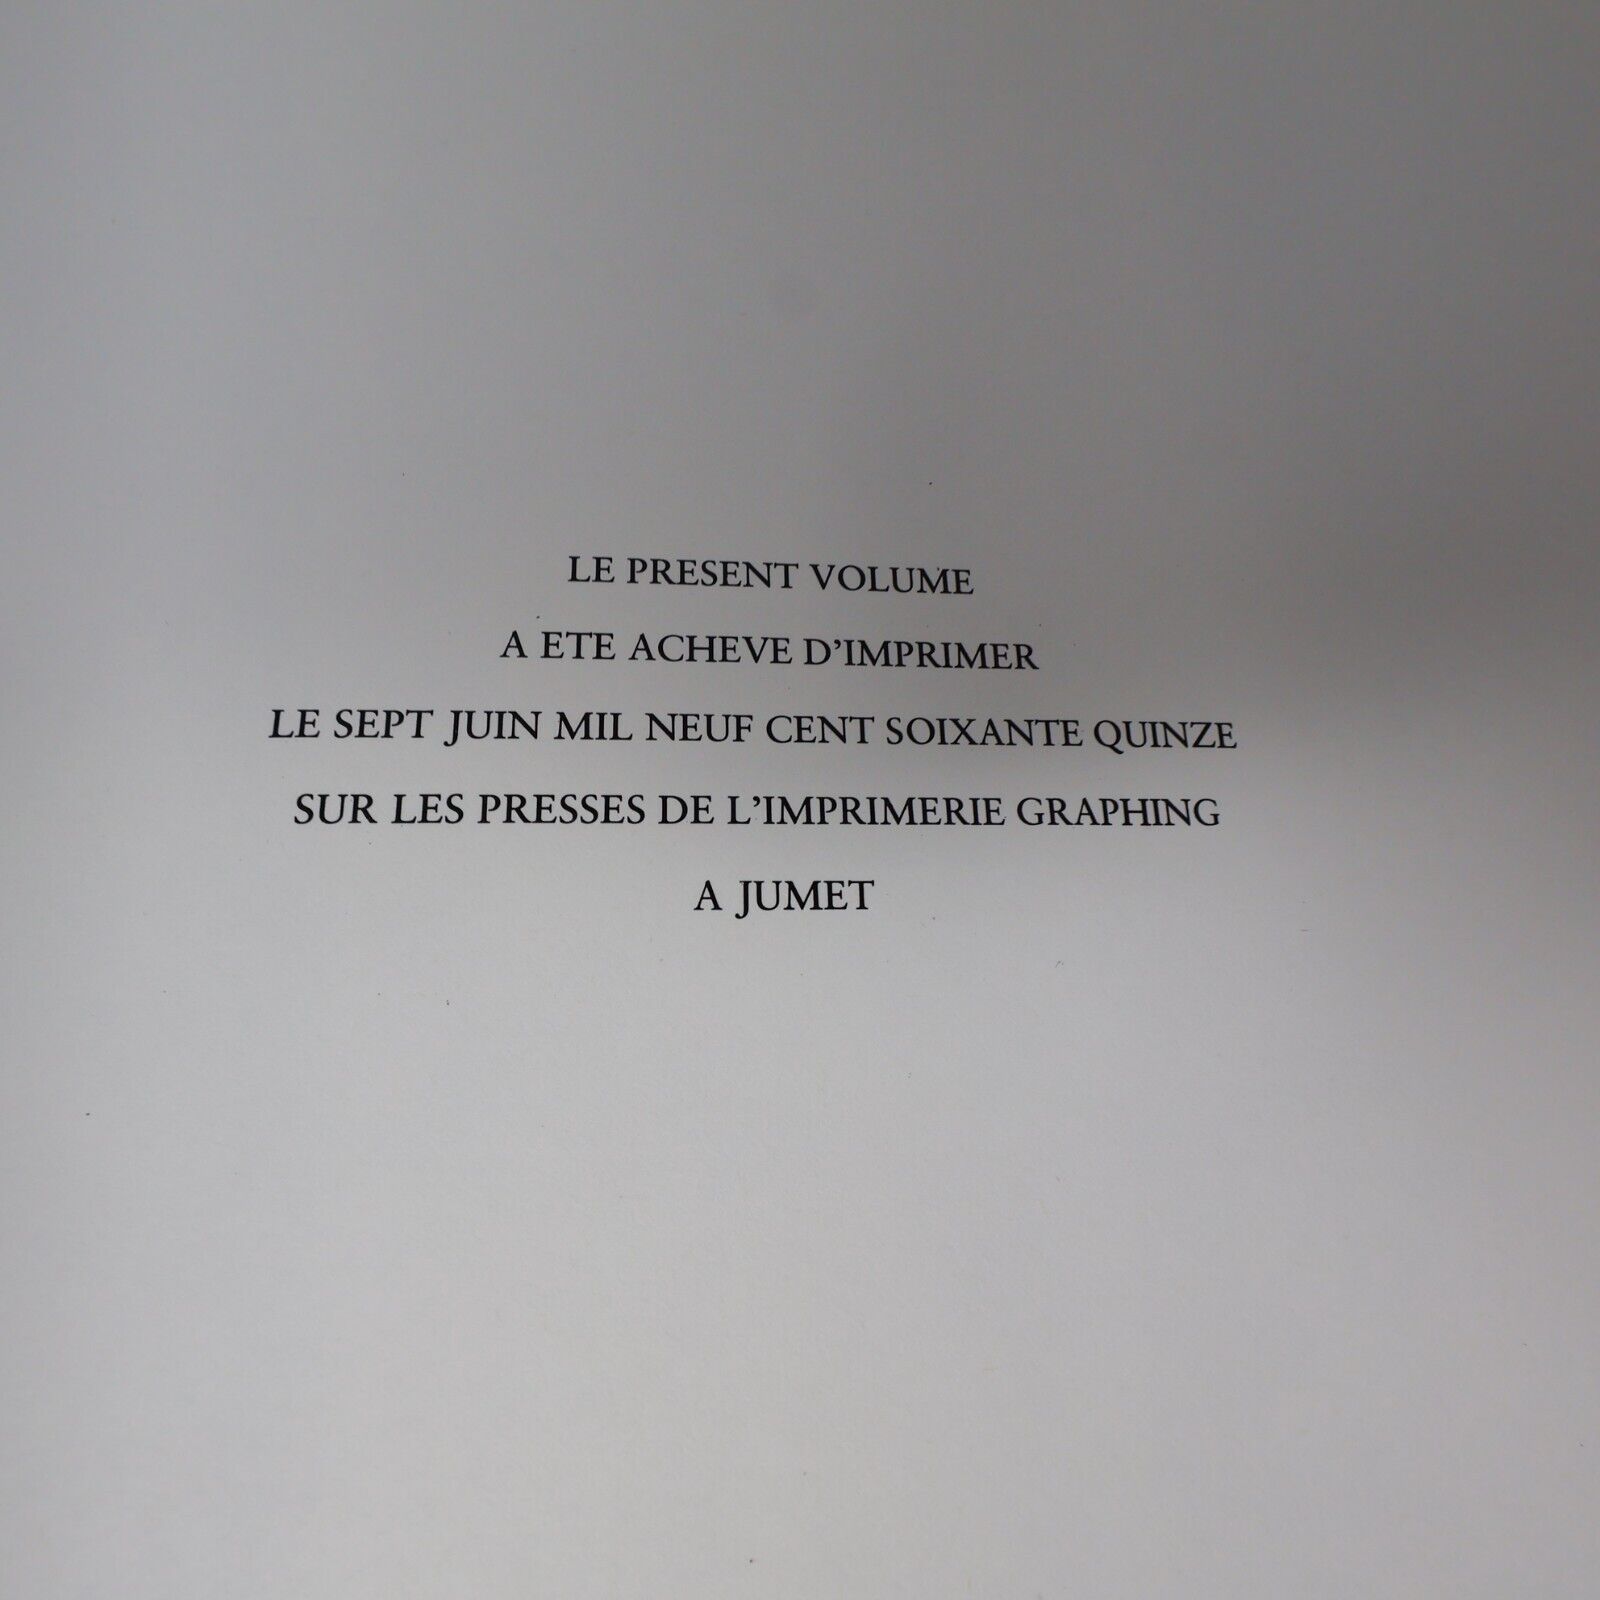 LE PRESENT VOLUME
A ETE ACHEVE D'IMPRIMER
LE SEPT JUIN MIL NEUF CENT SOIXANTE QUINZE
SUR LES PRESSES DE L'IMPRIMERIE GRAPHING
A JUMET